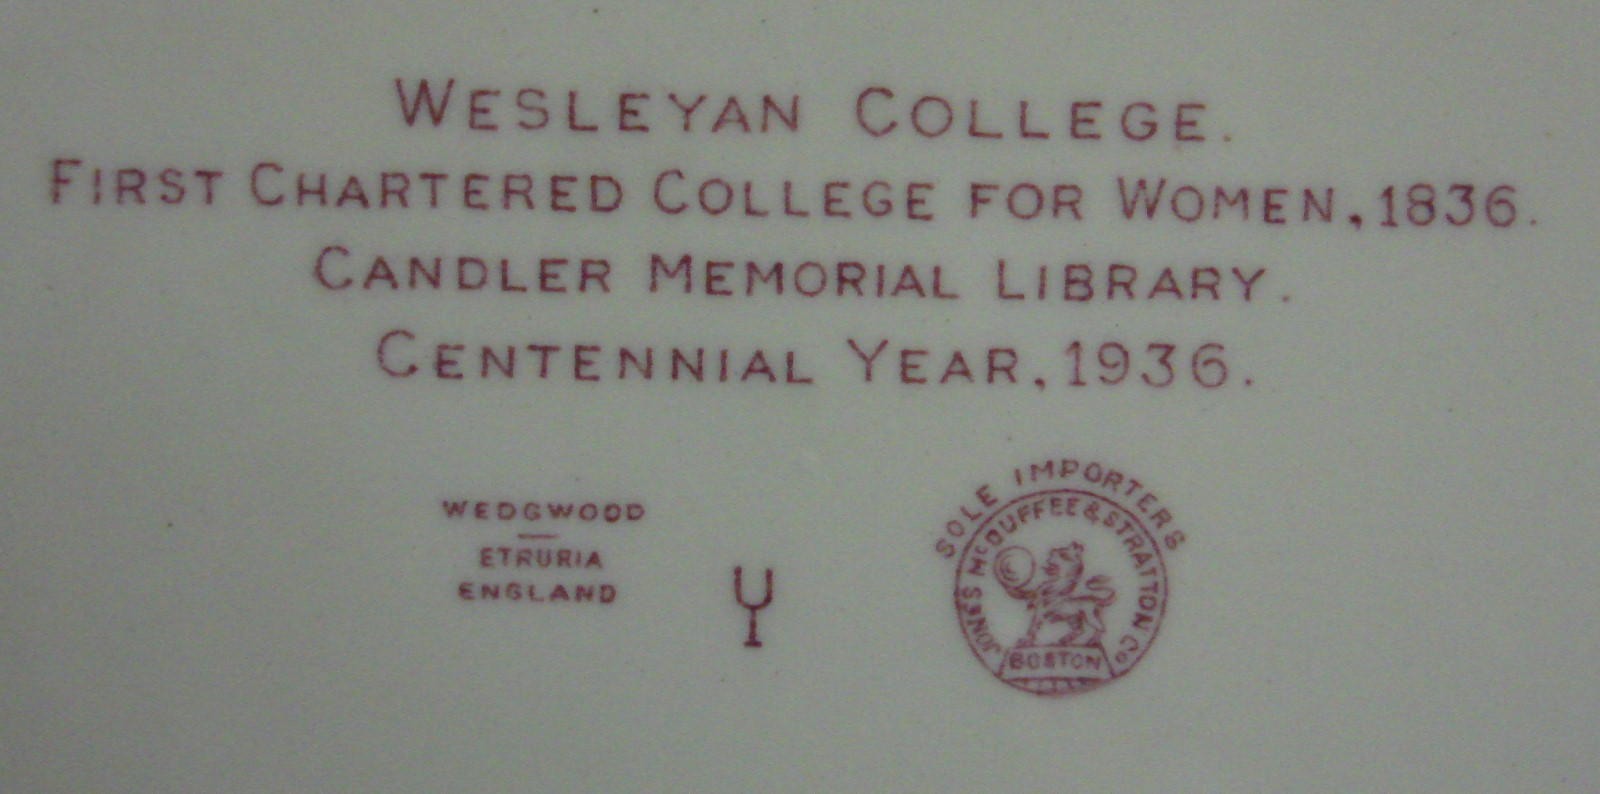 WESLEYAN COLLEGE.
FIRST CHARTERED COLLEGE FOR WOMEN, 1836.
CANDLER MEMORIAL LIBRARY.
CENTENNIAL YEAR, 1936.
WEDGWOOD
ETRURIA
ENGLAND
Y
SOLE IMPORTERS
JONES McDUFFEE & STRATTON Co
BOSTON